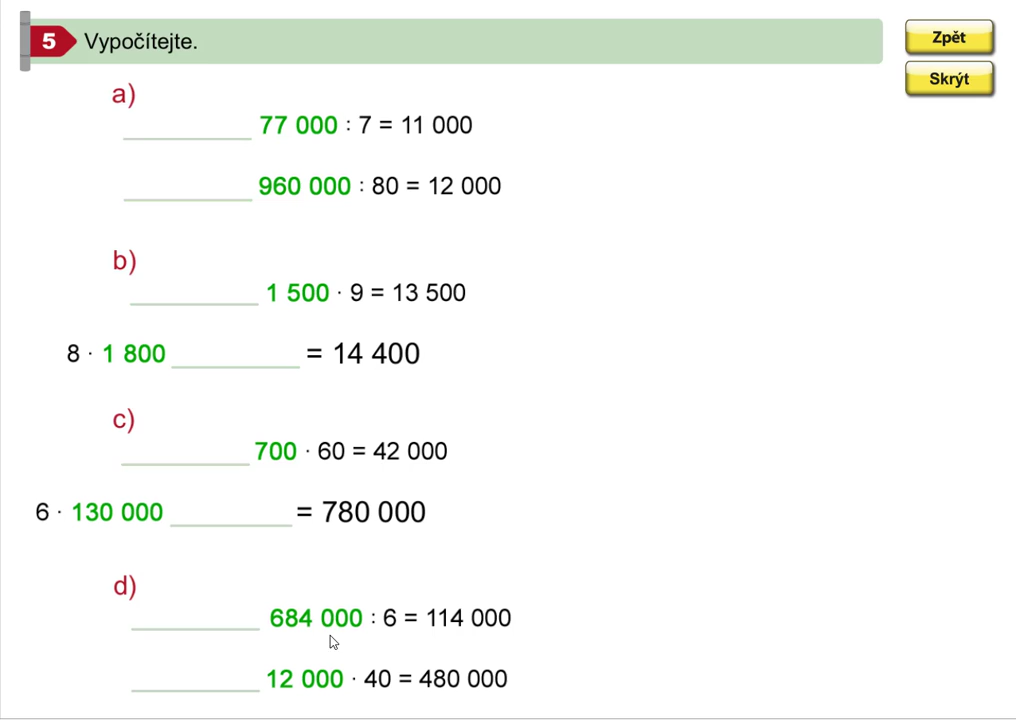 5 Vypočítejte.
Zpět
Skrýt
a)
77 000 : 7 = 11 000
960 000 : 80 = 12 000
b)
1 500 · 9 = 13 500
8 · 1 800 = 14 400
c)
700 · 60 = 42 000
6 · 130 000 = 780 000
d)
684 000 : 6 = 114 000
12 000 · 40 = 480 000